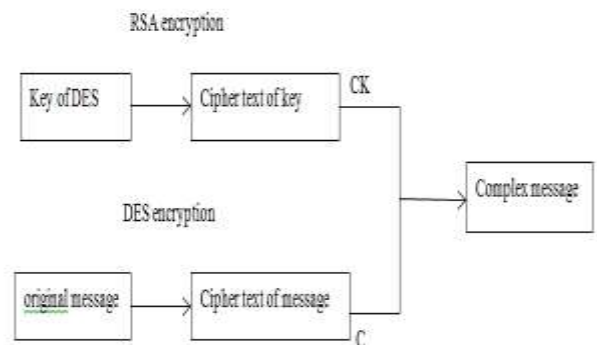 RSA encryption
Key of DES
Cipher text of key
CK
Complex message
DES encryption
original message
Cipher text of message
C